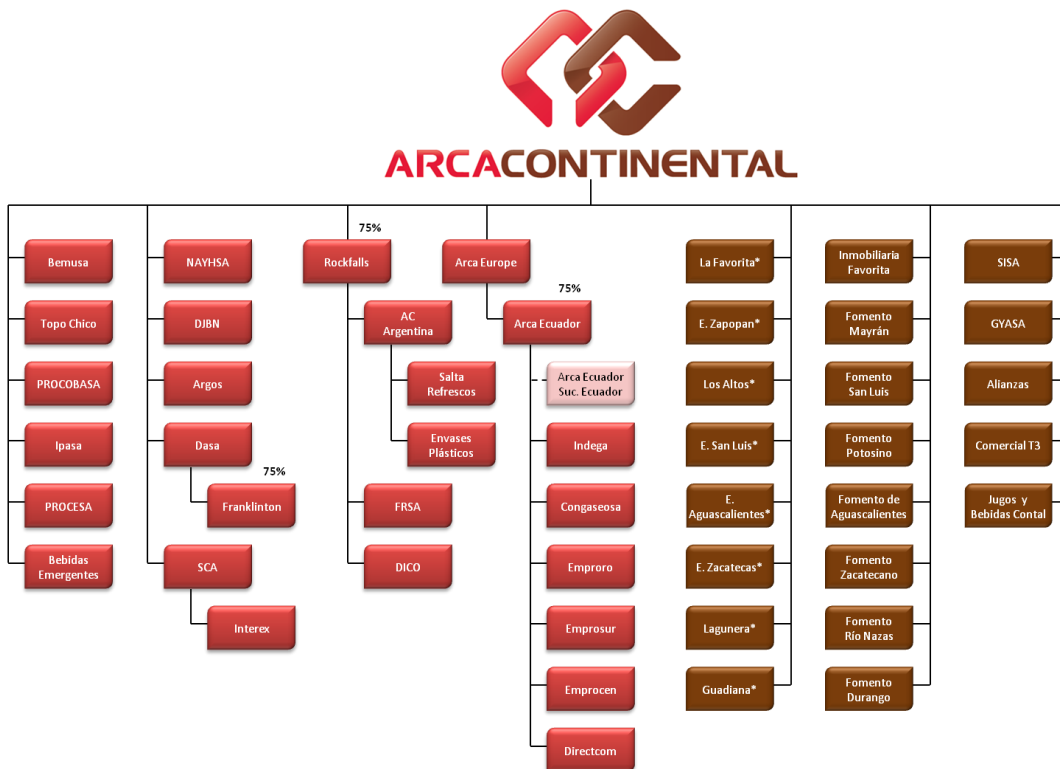 ARCACONTINENTAL
Bemusa
Topo Chico
PROCOBASA
Ipasa
PROCESA
Bebidas
Emergentes
NAYHSA
DJBN
Argos
Dasa
75%
Franklinton
SCA
Interex
75%
Rockfalls
AC
Argentina
Salta
Refrescos
Envases
Plásticos
FRSA
DICO
Arca Europe
75%
Arca Ecuador
Arca Ecuador
Suc. Ecuador
Indega
Congaseosa
Emproro
Emprosur
Emprocen
Directcom
La Favorita*
E. Zapopan*
Los Altos*
E. San Luis*
E.
Aguascalientes*
E. Zacatecas*
Lagunera*
Guadiana*
Inmobiliaria
Favorita
Fomento
Mayrán
Fomento
San Luis
Fomento
Potosino
Fomento de
Aguascalientes
Fomento
Zacatecano
Fomento
Río Nazas
Fomento
Durango
SISA
GYASA
Alianzas
Comercial T3
Jugos y
Bebidas Contal